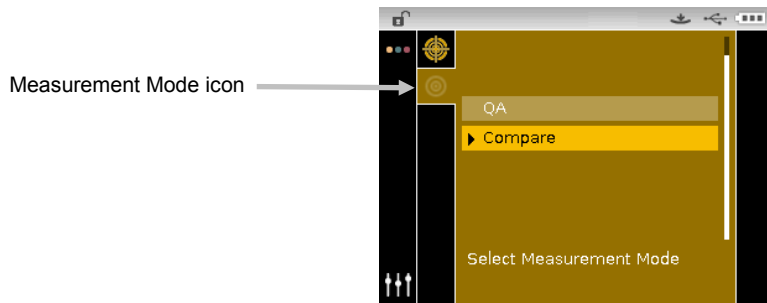 Measurement Mode icon
QA
Compare
Select Measurement Mode